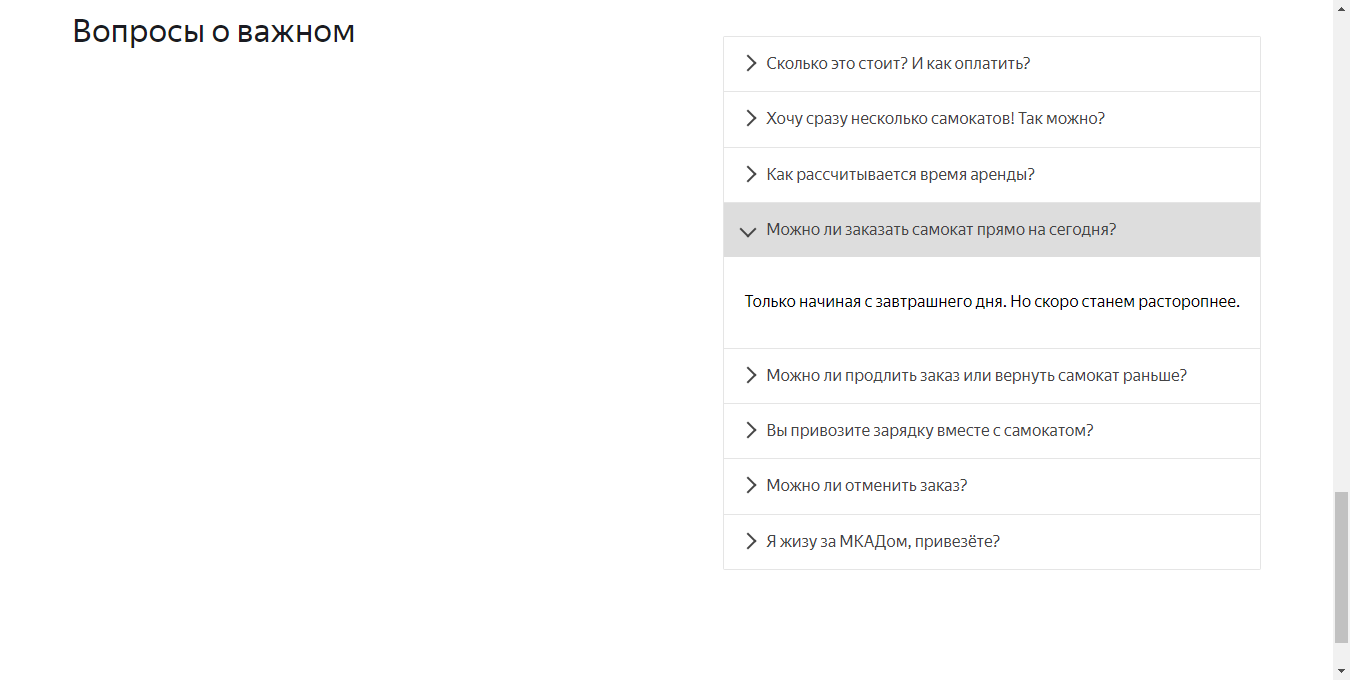 Вопросы о важном
Сколько это стоит? И как оплатить?
Хочу сразу несколько самокатов! Так можно?
Как рассчитывается время аренды?
Можно ли заказать самокат прямо на сегодня?
Только начиная с завтрашнего дня. Но скоро станем расторопнее.
Можно ли продлить заказ или вернуть самокат раньше?
Вы привозите зарядку вместе с самокатом?
Можно ли отменить заказ?
Я жизу за МКАДом, привезёте?